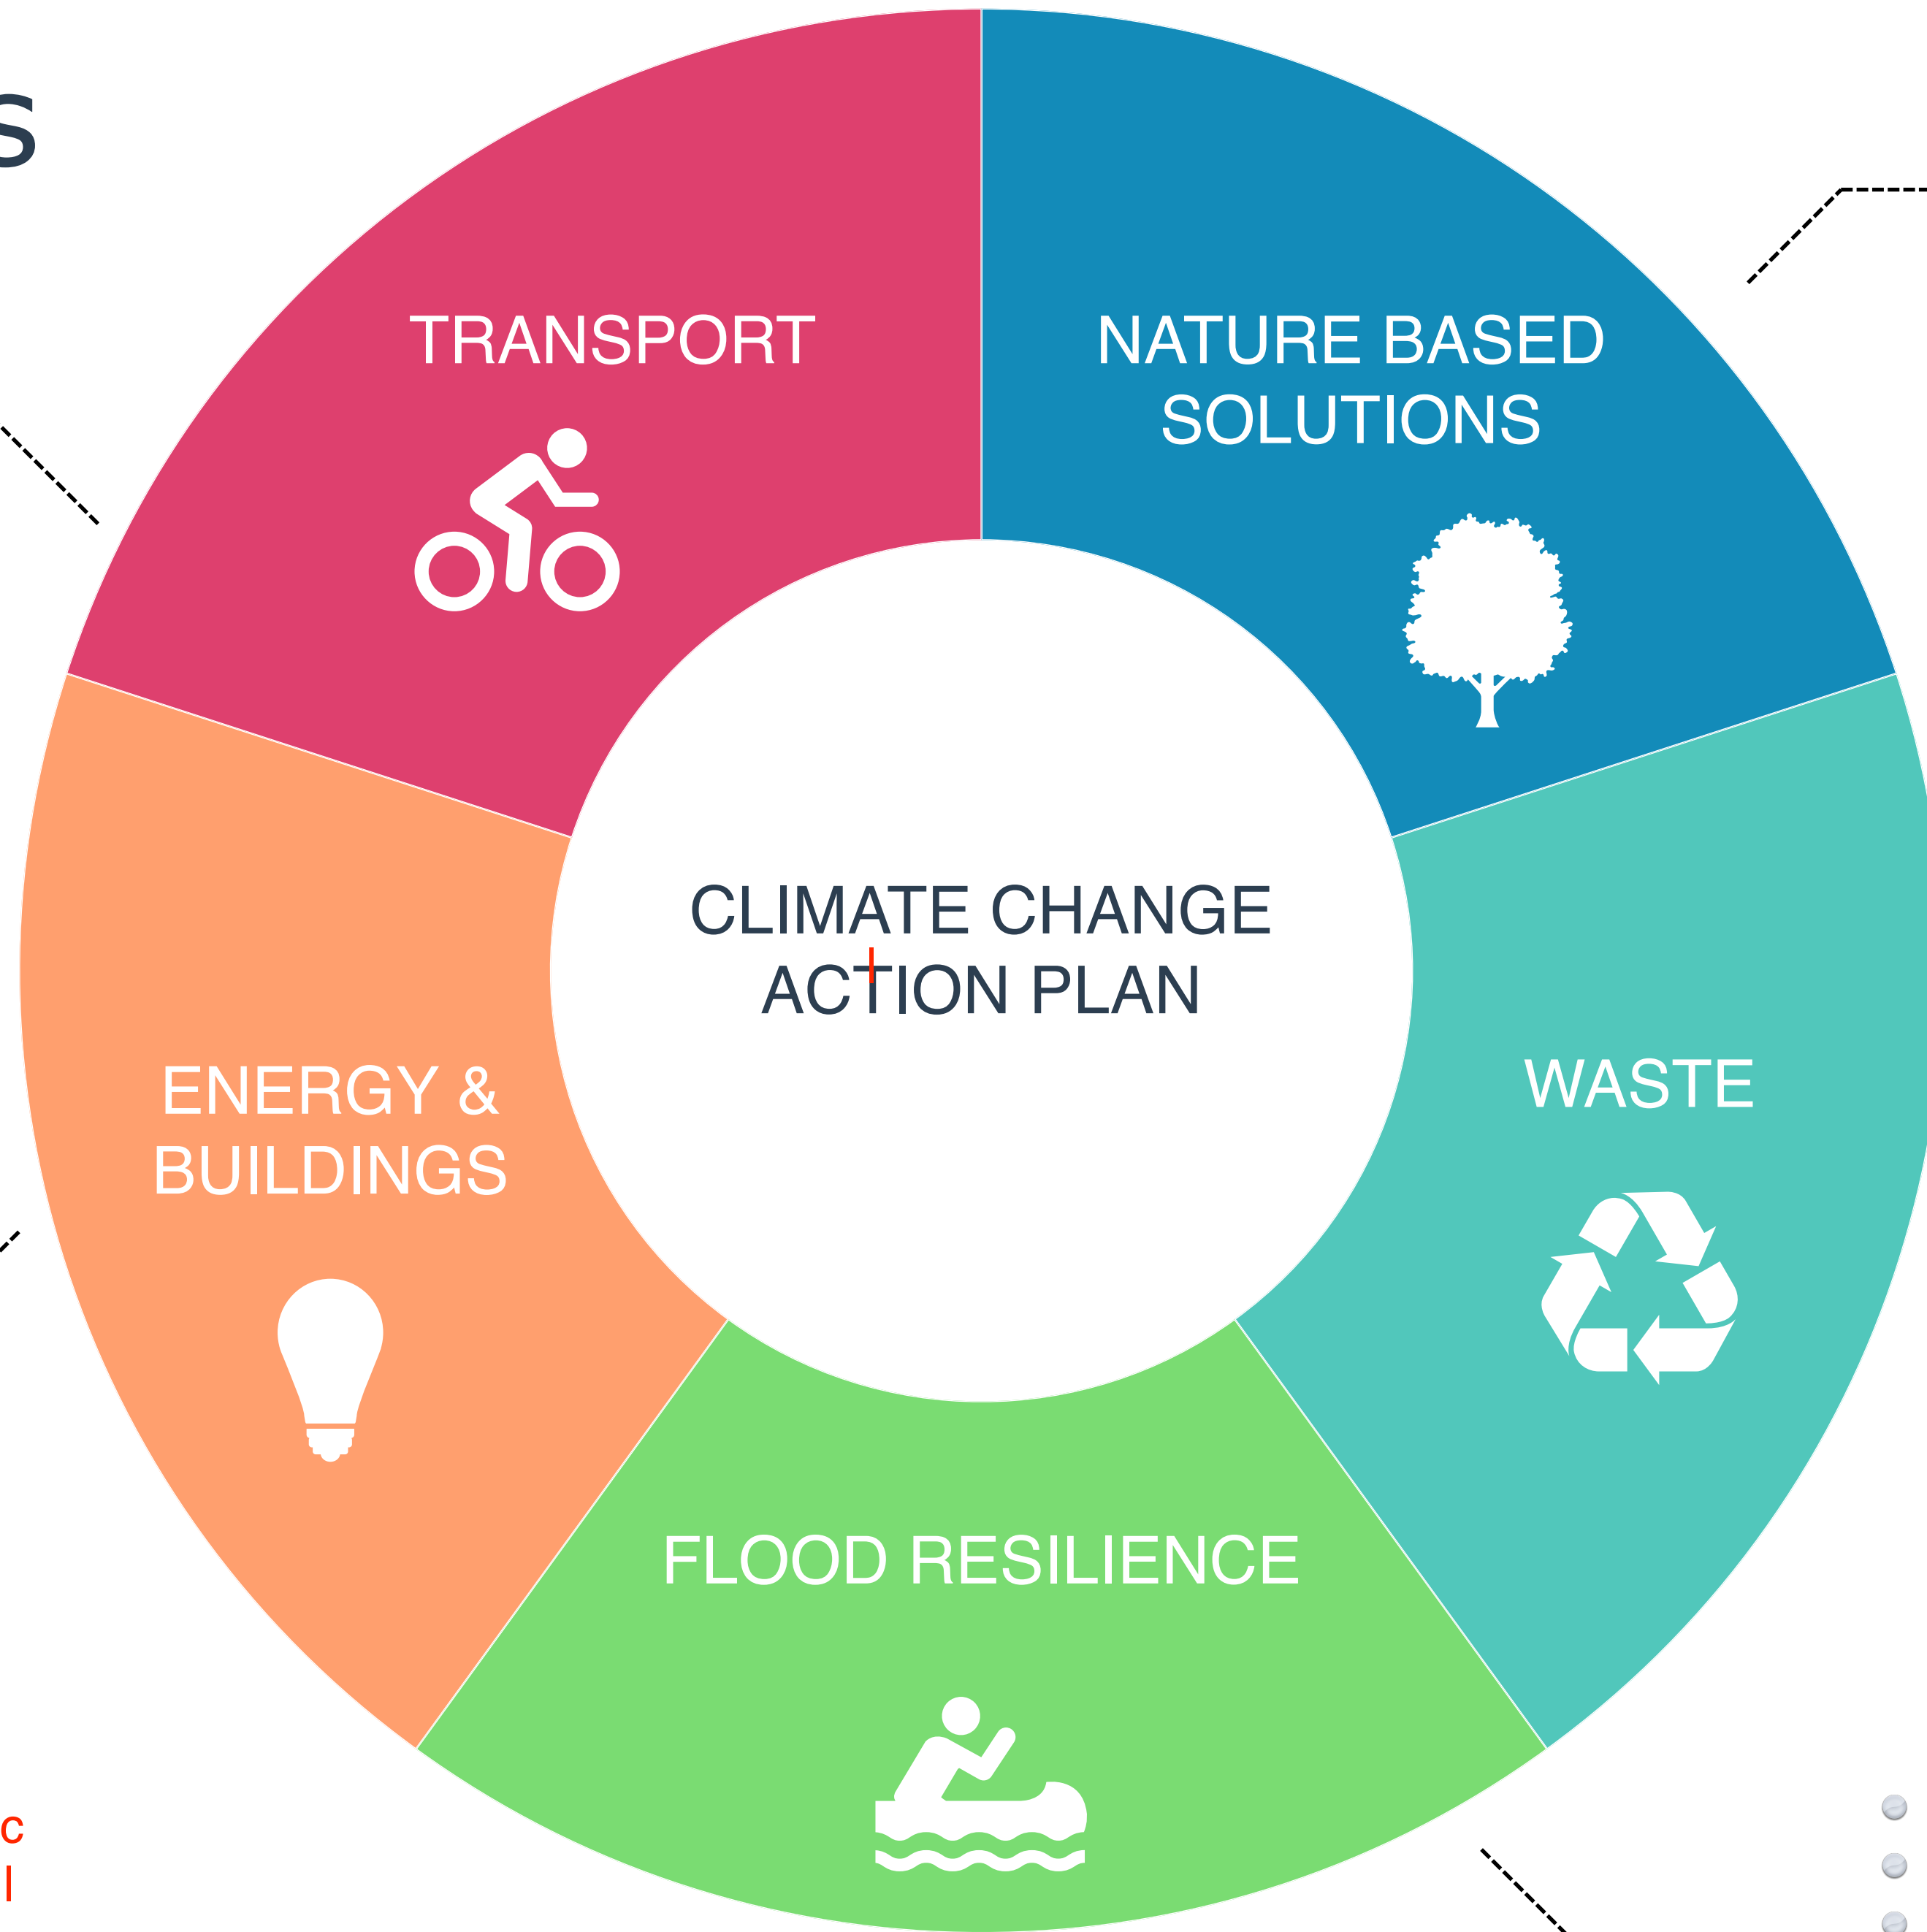 S
TRANSPORT
NATURE BASED
SOLUTIONS
CLIMATE CHANGE
ACTION PLAN
ENERGY &
BUILDINGS
WASTE
FLOOD RESILIENCE
c
l